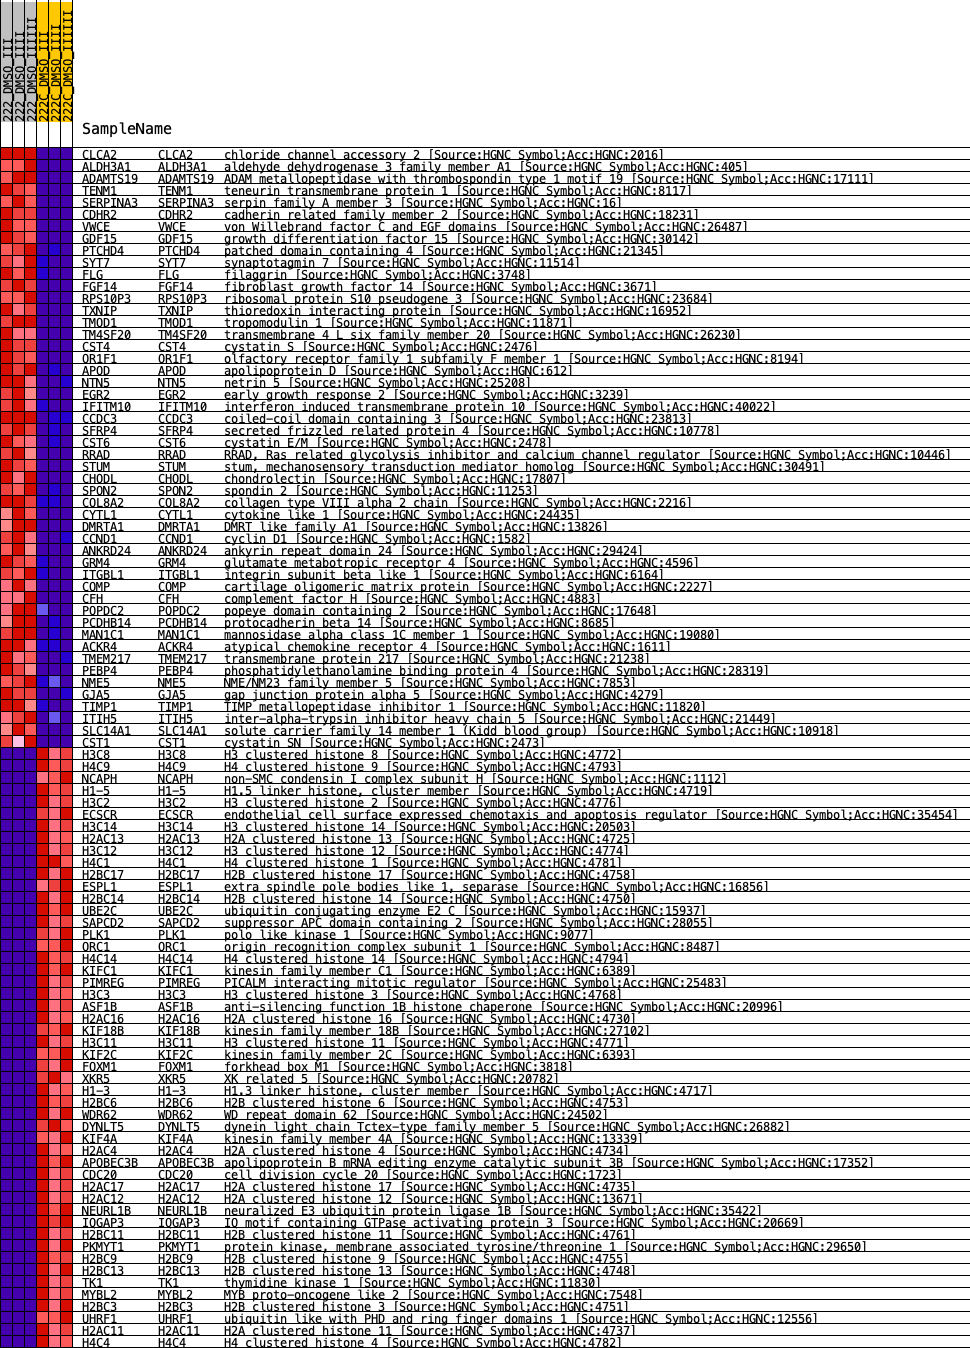 222_DMSO_III
222_DMSO_IIII
222_DMSO_IIIIII
222C_DMSO_III
222C_DMSO_IIII
222C_DMSO_IIIIII
SampleName
CLCA2 CLCA2 chloride channel accessory 2 [Source:HGNC Symbol;Acc:HGNC:2016]
ALDH3A1 ALDH3A1 aldehyde dehydrogenase 3 family member A1 [Source:HGNC Symbol;Acc:HGNC:405]
ADAMTS19 ADAMTS19 ADAM metallopeptidase with thrombospondin type 1 motif 19 [Source:HGNC Symbol;Acc:HGNC:17111]
TENM1 TENM1 teneurin transmembrane protein 1 [Source:HGNC Symbol;Acc:HGNC:8117]
SERPINA3 SERPINA3 serpin family A member 3 [Source:HGNC Symbol;Acc:HGNC:16]
CDHR2 CDHR2 cadherin related family member 2 [Source:HGNC Symbol;Acc:HGNC:18231]
VWCE VWCE von Willebrand factor C and EGF domains [Source:HGNC Symbol;Acc:HGNC:26487]
GDF15 GDF15 growth differentiation factor 15 [Source:HGNC Symbol;Acc:HGNC:30142]
PTCHD4 PTCHD4 patched domain containing 4 [Source:HGNC Symbol;Acc:HGNC:21345]
SYT7 SYT7 synaptotagmin 7 [Source:HGNC Symbol;Acc:HGNC:11514]
FLG FLG filaggrin [Source:HGNC Symbol;Acc:HGNC:3748]
FGF14 FGF14 fibroblast growth factor 14 [Source:HGNC Symbol;Acc:HGNC:3671]
RPS10P3 RPS10P3 ribosomal protein S10 pseudogene 3 [Source:HGNC Symbol;Acc:HGNC:23684]
TXNIP TXNIP thioredoxin interacting protein [Source:HGNC Symbol;Acc:HGNC:16952]
TMOD1 TMOD1 tropomodulin 1 [Source:HGNC Symbol;Acc:HGNC:11871]
TM4SF20 TM4SF20 transmembrane 4 L six family member 20 [Source:HGNC Symbol;Acc:HGNC:26230]
CST4 CST4 cystatin S [Source:HGNC Symbol;Acc:HGNC:2476]
OR1F1 OR1F1 olfactory receptor family 1 subfamily F member 1 [Source:HGNC Symbol;Acc:HGNC:8194]
APOD APOD apolipoprotein D [Source:HGNC Symbol;Acc:HGNC:612]
NTN5 NTN5 netrin 5 [Source:HGNC Symbol;Acc:HGNC:25208]
EGR2 EGR2 early growth response 2 [Source:HGNC Symbol;Acc:HGNC:3239]
IFITM10 IFITM10 interferon induced transmembrane protein 10 [Source:HGNC Symbol;Acc:HGNC:40022]
CCDC3 CCDC3 coiled-coil domain containing 3 [Source:HGNC Symbol;Acc:HGNC:23813]
SFRP4 SFRP4 secreted frizzled related protein 4 [Source:HGNC Symbol;Acc:HGNC:10778]
CST6 CST6 cystatin E/M [Source:HGNC Symbol;Acc:HGNC:2478]
RRAD RRAD RRAD, Ras related glycolysis inhibitor and calcium channel regulator [Source:HGNC Symbol;Acc:HGNC:10446]
STUM STUM stum, mechanosensory transduction mediator homolog [Source:HGNC Symbol;Acc:HGNC:30491]
CHODL CHODL chondrolectin [Source:HGNC Symbol;Acc:HGNC:17807]
SPON2 SPON2 spondin 2 [Source:HGNC Symbol;Acc:HGNC:11253]
COL8A2 COL8A2 collagen type VIII alpha 2 chain [Source:HGNC Symbol;Acc:HGNC:2216]
CYTL1 CYTL1 cytokine like 1 [Source:HGNC Symbol;Acc:HGNC:24435]
DMRTA1 DMRTA1 DMRT like family A1 [Source:HGNC Symbol;Acc:HGNC:13826]
CCND1 CCND1 cyclin D1 [Source:HGNC Symbol;Acc:HGNC:1582]
ANKRD24 ANKRD24 ankyrin repeat domain 24 [Source:HGNC Symbol;Acc:HGNC:29424]
GRM4 GRM4 glutamate metabotropic receptor 4 [Source:HGNC Symbol;Acc:HGNC:4596]
ITGBL1 ITGBL1 integrin subunit beta like 1 [Source:HGNC Symbol;Acc:HGNC:6164]
COMP COMP cartilage oligomeric matrix protein [Source:HGNC Symbol;Acc:HGNC:2227]
CFH CFH complement factor H [Source:HGNC Symbol;Acc:HGNC:4883]
POPDC2 POPDC2 popeye domain containing 2 [Source:HGNC Symbol;Acc:HGNC:17648]
PCDHB14 PCDHB14 protocadherin beta 14 [Source:HGNC Symbol;Acc:HGNC:8685]
MAN1C1 MAN1C1 mannosidase alpha class 1C member 1 [Source:HGNC Symbol;Acc:HGNC:19080]
ACKR4 ACKR4 atypical chemokine receptor 4 [Source:HGNC Symbol;Acc:HGNC:1611]
TMEM217 TMEM217 transmembrane protein 217 [Source:HGNC Symbol;Acc:HGNC:21238]
PEBP4 PEBP4 phosphatidylethanolamine binding protein 4 [Source:HGNC Symbol;Acc:HGNC:28319]
NME5 NME5 NME/NM23 family member 5 [Source:HGNC Symbol;Acc:HGNC:7853]
GJA5 GJA5 gap junction protein alpha 5 [Source:HGNC Symbol;Acc:HGNC:4279]
TIMP1 TIMP1 TIMP metallopeptidase inhibitor 1 [Source:HGNC Symbol;Acc:HGNC:11820]
ITIH5 ITIH5 inter-alpha-trypsin inhibitor heavy chain 5 [Source:HGNC Symbol;Acc:HGNC:21449]
SLC14A1 SLC14A1 solute carrier family 14 member 1 (Kidd blood group) [Source:HGNC Symbol;Acc:HGNC:10918]
CST1 CST1 cystatin SN [Source:HGNC Symbol;Acc:HGNC:2473]
H3C8 H3C8 H3 clustered histone 8 [Source:HGNC Symbol;Acc:HGNC:4772]
H4C9 H4C9 H4 clustered histone 9 [Source:HGNC Symbol;Acc:HGNC:4793]
NCAPH NCAPH non-SMC condensin I complex subunit H [Source:HGNC Symbol;Acc:HGNC:1112]
H1-5 H1-5 H1.5 linker histone, cluster member [Source:HGNC Symbol;Acc:HGNC:4719]
H3C2 H3C2 H3 clustered histone 2 [Source:HGNC Symbol;Acc:HGNC:4776]
ECSCR ECSCR endothelial cell surface expressed chemotaxis and apoptosis regulator [Source:HGNC Symbol;Acc:HGNC:35454]
H3C14 H3C14 H3 clustered histone 14 [Source:HGNC Symbol;Acc:HGNC:20503]
H2AC13 H2AC13 H2A clustered histone 13 [Source:HGNC Symbol;Acc:HGNC:4725]
H3C12 H3C12 H3 clustered histone 12 [Source:HGNC Symbol;Acc:HGNC:4774]
H4C1 H4C1 H4 clustered histone 1 [Source:HGNC Symbol;Acc:HGNC:4781]
H2BC17 H2BC17 H2B clustered histone 17 [Source:HGNC Symbol;Acc:HGNC:4758]
ESPL1 ESPL1 extra spindle pole bodies like 1, separase [Source:HGNC Symbol;Acc:HGNC:16856]
H2BC14 H2BC14 H2B clustered histone 14 [Source:HGNC Symbol;Acc:HGNC:4750]
UBE2C UBE2C ubiquitin conjugating enzyme E2 C [Source:HGNC Symbol;Acc:HGNC:15937]
SAPCD2 SAPCD2 suppressor APC domain containing 2 [Source:HGNC Symbol;Acc:HGNC:28055]
PLK1 PLK1 polo like kinase 1 [Source:HGNC Symbol;Acc:HGNC:9077]
ORC1 ORC1 origin recognition complex subunit 1 [Source:HGNC Symbol;Acc:HGNC:8487]
H4C14 H4C14 H4 clustered histone 14 [Source:HGNC Symbol;Acc:HGNC:4794]
KIFC1 KIFC1 kinesin family member C1 [Source:HGNC Symbol;Acc:HGNC:6389]
PIMREG PIMREG PICALM interacting mitotic regulator [Source:HGNC Symbol;Acc:HGNC:25483]
H3C3 H3C3 H3 clustered histone 3 [Source:HGNC Symbol;Acc:HGNC:4768]
ASF1B ASF1B anti-silencing function 1B histone chaperone [Source:HGNC Symbol;Acc:HGNC:20996]
H2AC16 H2AC16 H2A clustered histone 16 [Source:HGNC Symbol;Acc:HGNC:4730]
KIF18B KIF18B kinesin family member 18B [Source:HGNC Symbol;Acc:HGNC:27102]
H3C11 H3C11 H3 clustered histone 11 [Source:HGNC Symbol;Acc:HGNC:4771]
KIF2C KIF2C kinesin family member 2C [Source:HGNC Symbol;Acc:HGNC:6393]
FOXM1 FOXM1 forkhead box M1 [Source:HGNC Symbol;Acc:HGNC:3818]
XKR5 XKR5 XK related 5 [Source:HGNC Symbol;Acc:HGNC:20782]
H1-3 H1-3 H1.3 linker histone, cluster member [Source:HGNC Symbol;Acc:HGNC:4717]
H2BC6 H2BC6 H2B clustered histone 6 [Source:HGNC Symbol;Acc:HGNC:4753]
WDR62 WDR62 WD repeat domain 62 [Source:HGNC Symbol;Acc:HGNC:24502]
DYNLT5 DYNLT5 dynein light chain Tctex-type family member 5 [Source:HGNC Symbol;Acc:HGNC:26882]
KIF4A KIF4A kinesin family member 4A [Source:HGNC Symbol;Acc:HGNC:13339]
H2AC4 H2AC4 H2A clustered histone 4 [Source:HGNC Symbol;Acc:HGNC:4734]
APOBEC3B APOBEC3B apolipoprotein B mRNA editing enzyme catalytic subunit 3B [Source:HGNC Symbol;Acc:HGNC:17352]
CDC20 CDC20 cell division cycle 20 [Source:HGNC Symbol;Acc:HGNC:1723]
H2AC17 H2AC17 H2A clustered histone 17 [Source:HGNC Symbol;Acc:HGNC:4735]
H2AC12 H2AC12 H2A clustered histone 12 [Source:HGNC Symbol;Acc:HGNC:13671]
NEURL1B NEURL1B neuralized E3 ubiquitin protein ligase 1B [Source:HGNC Symbol;Acc:HGNC:35422]
IQGAP3 IQGAP3 IQ motif containing GTPase activating protein 3 [Source:HGNC Symbol;Acc:HGNC:20669]
H2BC11 H2BC11 H2B clustered histone 11 [Source:HGNC Symbol;Acc:HGNC:4761]
PKMYT1 PKMYT1 protein kinase, membrane associated tyrosine/threonine 1 [Source:HGNC Symbol;Acc:HGNC:29650]
H2BC9 H2BC9 H2B clustered histone 9 [Source:HGNC Symbol;Acc:HGNC:4755]
H2BC13 H2BC13 H2B clustered histone 13 [Source:HGNC Symbol;Acc:HGNC:4748]
TK1 TK1 thymidine kinase 1 [Source:HGNC Symbol;Acc:HGNC:11830]
MYBL2 MYBL2 MYB proto-oncogene like 2 [Source:HGNC Symbol;Acc:HGNC:7548]
H2BC3 H2BC3 H2B clustered histone 3 [Source:HGNC Symbol;Acc:HGNC:4751]
UHRF1 UHRF1 ubiquitin like with PHD and ring finger domains 1 [Source:HGNC Symbol;Acc:HGNC:12556]
H2AC11 H2AC11 H2A clustered histone 11 [Source:HGNC Symbol;Acc:HGNC:4737]
H4C4 H4C4 H4 clustered histone 4 [Source:HGNC Symbol;Acc:HGNC:4782]